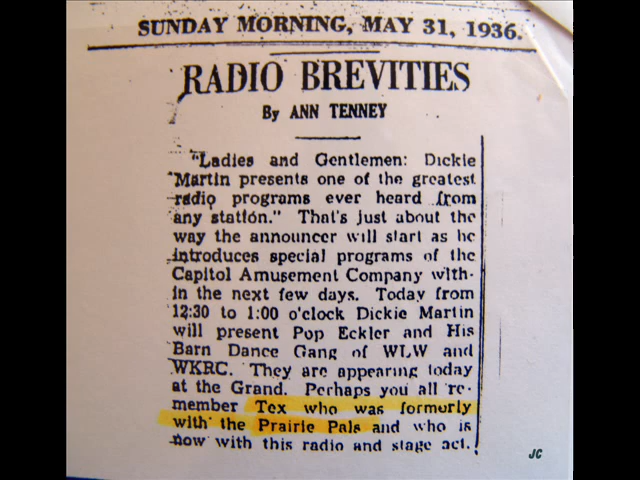 SUNDAY MORNING, MAY 31, 1936.
RADIO BREVITIES
By ANN TENNEY
"Ladies and Gentlemen: Dickie
Martin presents one of the greatest
radio programs ever heard from
any station." That's just about the
way the announcer will start as he
introduces special programs of the
Capitol Amusement Company with-
in the next few days. Today from
12:30 to 1:00 o'clock Dickie Martin
will present Pop Eckler and His
Barn Dance Gang of WLW and
WKRC. They are appearing today
at the Grand. Perhaps you all re-
member Tex who was formerly
with the Prairie Pals and who is
now with this radio and stage act.
JC